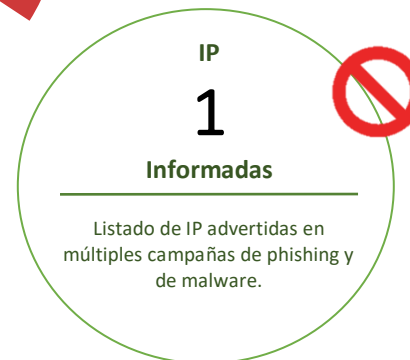 IP
1
Informadas
Listado de IP advertidas en
múltiples campañas de phishing y
de malware.